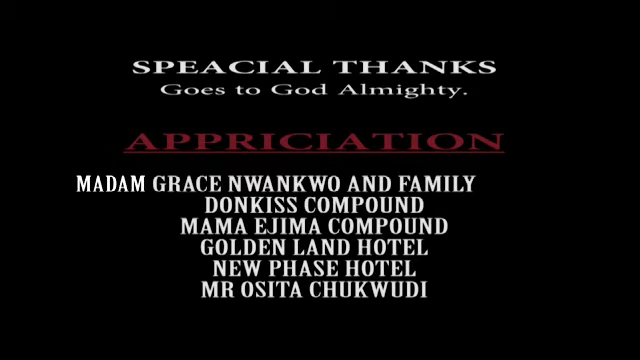 SPEACIAL THANKS
Goes to God Almighty.
APPRICIATION
MADAM GRACE NWANKWO AND FAMILY
DONKISS COMPOUND
MAMA EJIMA COMPOUND
GOLDEN LAND HOTEL
NEW PHASE HOTEL
MR OSITA CHUKWUDI